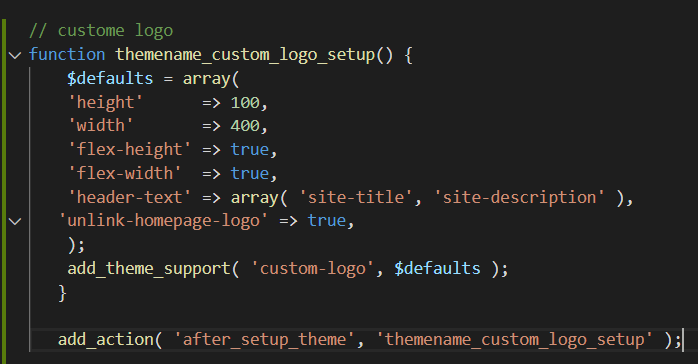 // custome logo
function themename_custom_logo_setup() {
$defaults = array(
'height'      => 100,
'width'       => 400,
'flex-height' => true,
'flex-width'  => true,
'header-text' => array( 'site-title', 'site-description' ),
'unlink-homepage-logo' => true,
);
add_theme_support( 'custom-logo', $defaults );
}
add_action( 'after_setup_theme', 'themename_custom_logo_setup' );